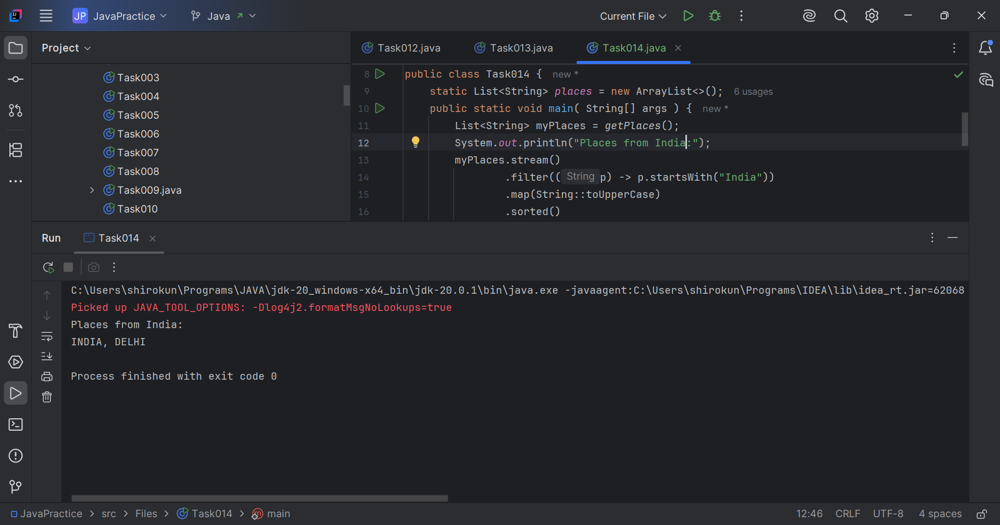 JP JavaPractice Java Current File
Project
Task003
Task004
Task005
Task006
Task007
Task008
Task009.java
Task010
Task012.java Task013.java Task014.java
8 public class Task014 { new *
9 static List<String> places = new ArrayList<>(); 6 usages
10 public static void main( String[] args ) { new *
11 List<String> myPlaces = getPlaces();
12 System.out.println("Places from India:");
13 myPlaces.stream()
14 .filter(( String p) -> p.startsWith("India"))
15 .map(String::toUpperCase)
16 .sorted()
Run Task014
C:\Users\shirokun\Programs\JAVA\jdk-20_windows-x64_bin\jdk-20.0.1\bin\java.exe -javaagent:C:\Users\shirokun\Programs\IDEA\lib\idea_rt.jar=62068
Picked up JAVA_TOOL_OPTIONS: -Dlog4j2.formatMsgNoLookups=true
Places from India:
INDIA, DELHI
Process finished with exit code 0
JavaPractice > src > Files > Task014 > main 12:46 CRLF UTF-8 4 spaces